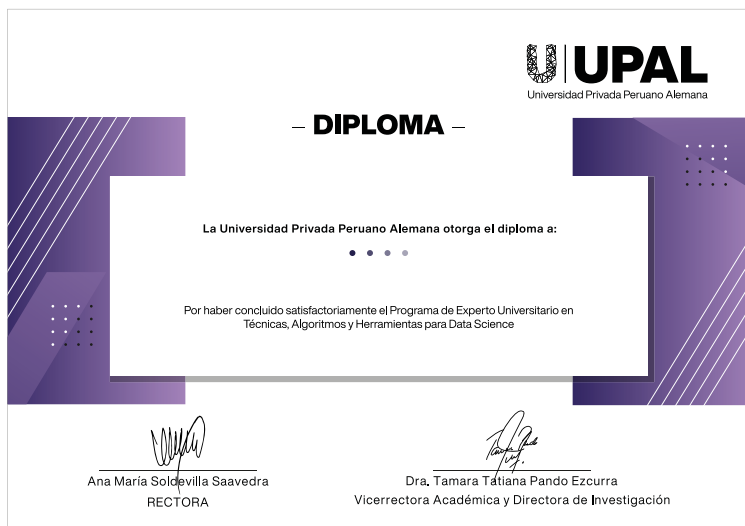 UPAL
Universidad Privada Peruano Alemana
– DIPLOMA –
La Universidad Privada Peruano Alemana otorga el diploma a:
Por haber concluido satisfactoriamente el Programa de Experto Universitario en
Técnicas, Algoritmos y Herramientas para Data Science
Ana María Soldevilla Saavedra
RECTORA
Dra. Tamara Tatiana Pando Ezcurra
Vicerrectora Académica y Directora de Investigación